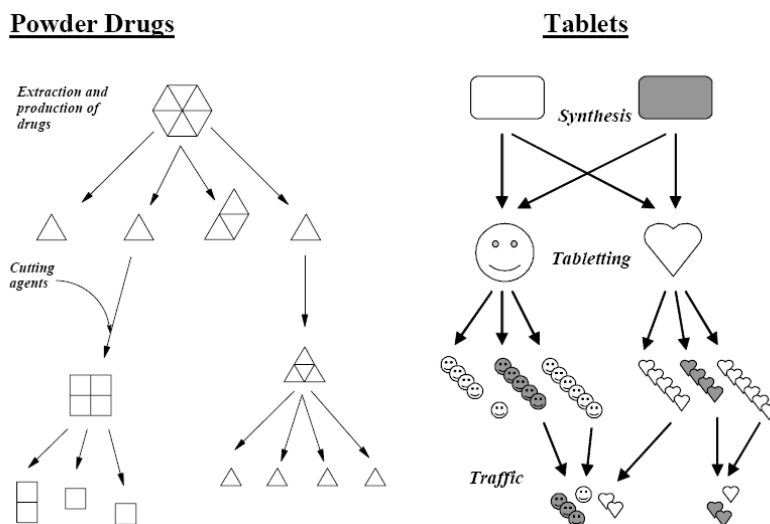 Powder Drugs
Extraction and
production of
drugs
Cutting
agents
Tablets
Synthesis
Tabletting
Traffic